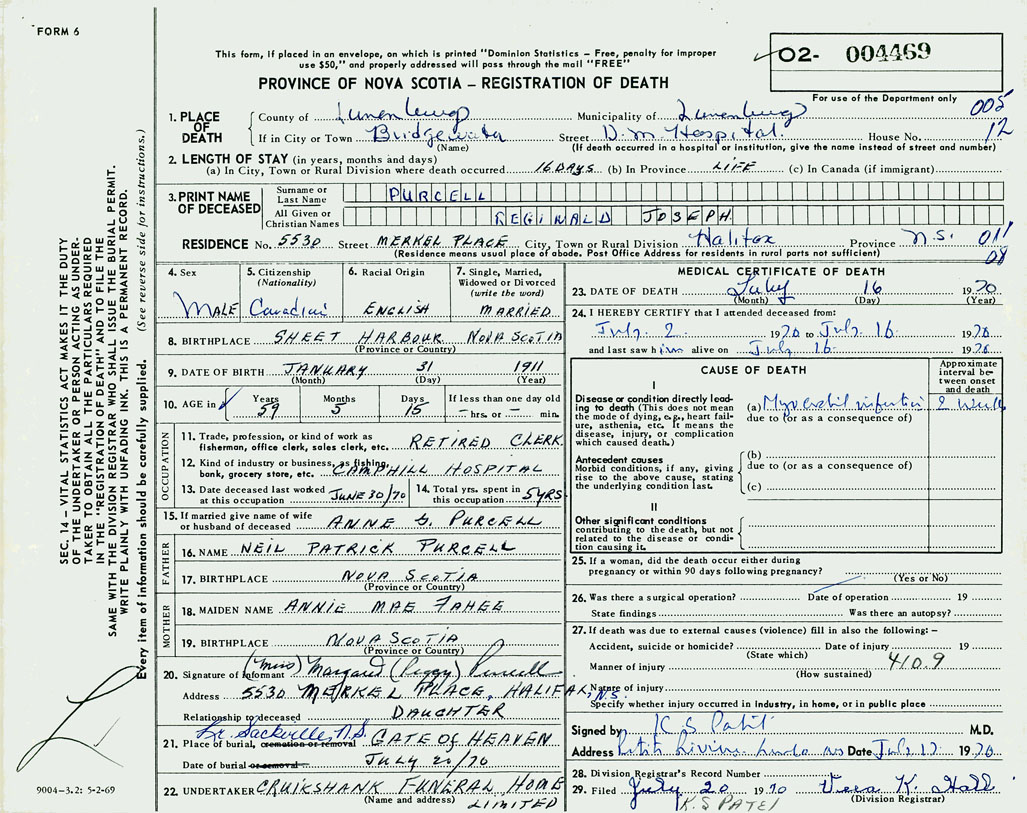 FORM 6
This form, if placed in an envelope, on which is printed "Dominion Statistics – Free, penalty for improper
use $50," and properly addressed will pass through the mail "FREE"
02- 004469
For use of the Department only
PROVINCE OF NOVA SCOTIA – REGISTRATION OF DEATH
005
12
1. PLACE OF DEATH
County of Lunenburg Municipality of Lunenburg
If in City or Town Bridgewater Street D.M. Hospital. House No.
(Name) (If death occurred in a hospital or institution, give the name instead of street and number)
2. LENGTH OF STAY (in years, months and days)
(a) In City, Town or Rural Division where death occurred 16 DAYS (b) In Province LIFE (c) In Canada (if immigrant)
3. PRINT NAME OF DECEASED
Surname or Last Name PURCELL
All Given or Christian Names REGINALD JOSEPH
RESIDENCE No. 5530 Street MERKEL PLACE City, Town or Rural Division Halifax Province N.S. 011
08
(Residence means usual place of abode. Post Office Address for residents in rural parts not sufficient)
4. Sex
MALE
5. Citizenship (Nationality)
Canadian
6. Racial Origin
ENGLISH
7. Single, Married, Widowed or Divorced (write the word)
MARRIED
8. BIRTHPLACE SHEET HARBOUR NOVA SCOTIA
(Province or Country)
9. DATE OF BIRTH JANUARY 31 1911
(Month) (Day) (Year)
10. AGE in Years Months Days If less than one day
59 5 15 – hrs. or – min.
OCCUPATION
11. Trade, profession, or kind of work as
fisherman, office clerk, sales clerk, etc. RETIRED CLERK
12. Kind of industry or business, as fishing,
bank, grocery store, etc. CAMPHILL HOSPITAL
13. Date deceased last worked at this occupation JUNE 30/70
14. Total yrs. spent in this occupation 5 YRS
15. If married give name of wife
or husband of deceased ANNE G. PURCELL
FATHER
16. NAME NEIL PATRICK PURCELL
17. BIRTHPLACE NOVA SCOTIA
(Province or Country)
MOTHER
18. MAIDEN NAME ANNIE MAE FAHEE
19. BIRTHPLACE NOVA SCOTIA
(Province or Country)
20. Signature of Informant (Miss) Margaret (Peggy) Purcell
Address 5530 MERKEL PLACE, HALIFAX, N.S.
Relationship to deceased DAUGHTER
Lr. Sackville, N.S.
21. Place of burial, cremation or removal GATE OF HEAVEN
Date of burial or removal JULY 20/70
22. UNDERTAKER CRUIKSHANK FUNERAL HOME
(Name and address) LIMITED
MEDICAL CERTIFICATE OF DEATH
23. DATE OF DEATH July 16 1970
(Month) (Day) (Year)
24. I HEREBY CERTIFY that I attended deceased from:
July. 2. 1970 to July. 16 1970
and last saw him alive on July. 16. 1970
CAUSE OF DEATH
Approximate interval between onset and death
I
Disease or condition directly leading to death (This does not
mean the mode of dying, e.g., heart failure, asthenia, etc. It means the
disease, injury, or complication
which caused death.)
(a) Myocardial infarction 2 weeks
due to (or as a consequence of)
Antecedent causes
Morbid conditions, if any, giving
rise to the above cause, stating
the underlying condition last.
(b)
due to (or as a consequence of)
(c)
II
Other significant conditions
contributing to the death, but not
related to the disease or condition
causing it.
25. If a woman, did the death occur either during
pregnancy or within 90 days following pregnancy?
(Yes or No)
26. Was there a surgical operation? Date of operation 19
State findings Was there an autopsy?
27. If death was due to external causes (violence) fill in also the following: –
Accident, suicide or homicide? Date of injury 19
(State which) 410.9
Manner of injury
(How sustained)
Nature of injury
Specify whether injury occurred in industry, in home, or in public place
Signed by K S Patel M.D.
Address Date July 17 1970
28. Division Registrar's Record Number
29. Filed July 20 1970 Vera K. Hall
K.S PATEL (Division Registrar)
SEC. 14 – VITAL STATISTICS ACT MAKES IT THE DUTY
OF THE UNDERTAKER OR PERSON ACTING AS UNDERTAKER
TO OBTAIN ALL THE PARTICULARS REQUIRED
IN THE "REGISTRATION OF DEATH" AND TO FILE THE
SAME WITH THE DIVISION REGISTRAR WHO SHALL ISSUE THE BURIAL PERMIT.
WRITE PLAINLY WITH UNFADING INK. THIS IS A PERMANENT RECORD.
Every item of information should be carefully supplied. (See reverse side for instructions.)
9004-3.2: 5-2-69